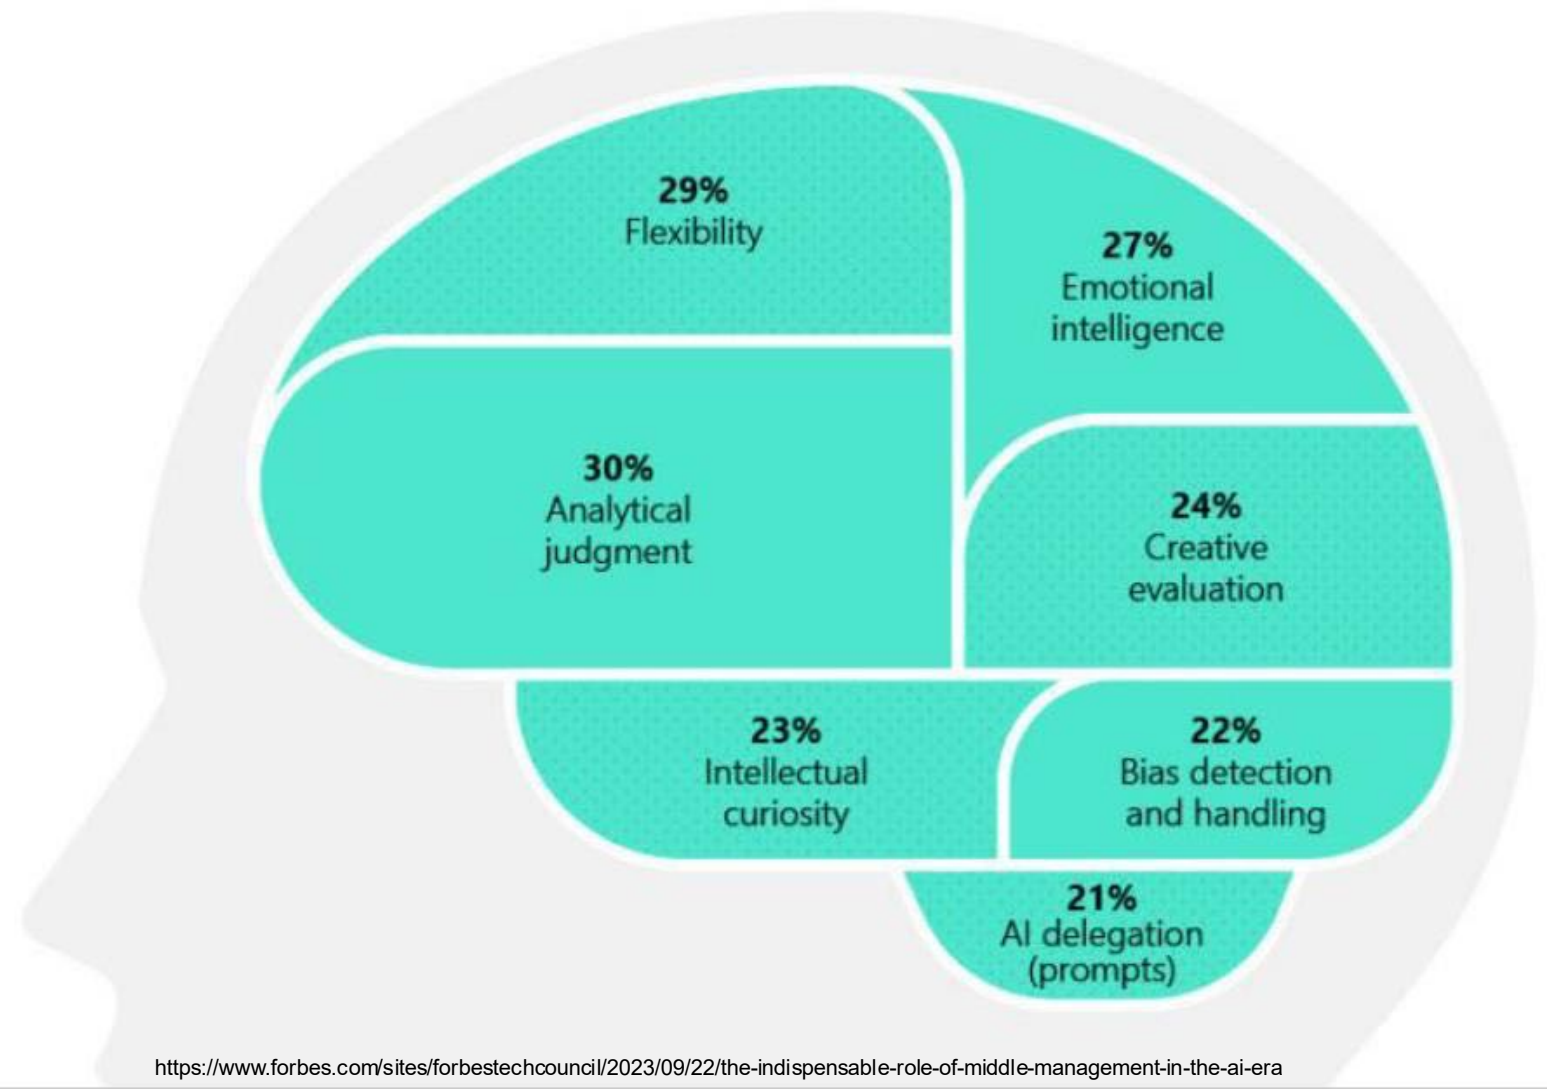 29%
Flexibility
27%
Emotional
intelligence
30%
Analytical
judgment
24%
Creative
evaluation
23%
Intellectual
curiosity
22%
Bias detection
and handling
21%
AI delegation
(prompts)
https://www.forbes.com/sites/forbestechcouncil/2023/09/22/the-indispensable-role-of-middle-management-in-the-ai-era